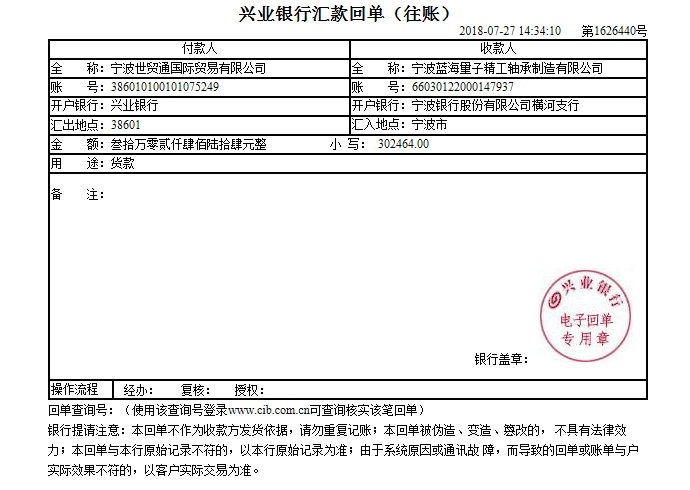 兴业银行汇款回单（往账）
2018-07-27 14:34:10 第1626440号
付款人 收款人
全 称：宁波世贸通国际贸易有限公司 全 称：宁波蓝海量子精工轴承制造有限公司
账 号：386010100101075249 账 号：66030122000147937
开户银行：兴业银行 开户银行：宁波银行股份有限公司横河支行
汇出地点：38601 汇入地点：宁波市
金 额：叁拾万零贰仟肆佰陆拾肆元整 小 写： 302464.00
用 途：货款
备 注：
兴业银行
电子回单
专用章
银行盖章：
操作流程 经办： 复核： 授权：
回单查询号：（使用该查询号登录www.cib.com.cn可查询核实该笔回单）
银行提请注意：本回单不作为收款方发货依据，请勿重复记账；本回单被伪造、变造、篡改的，不具有法律效
力；本回单与本行原始记录不符的，以本行原始记录为准；由于系统原因或通讯故 障，而导致的回单或账单与户
实际效果不符的，以客户实际交易为准。